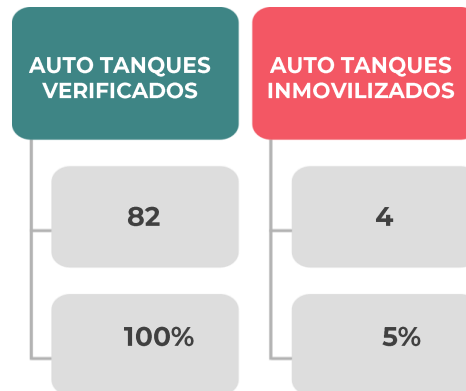 AUTO TANQUES
VERIFICADOS
82
100%
AUTO TANQUES
INMOVILIZADOS
4
5%